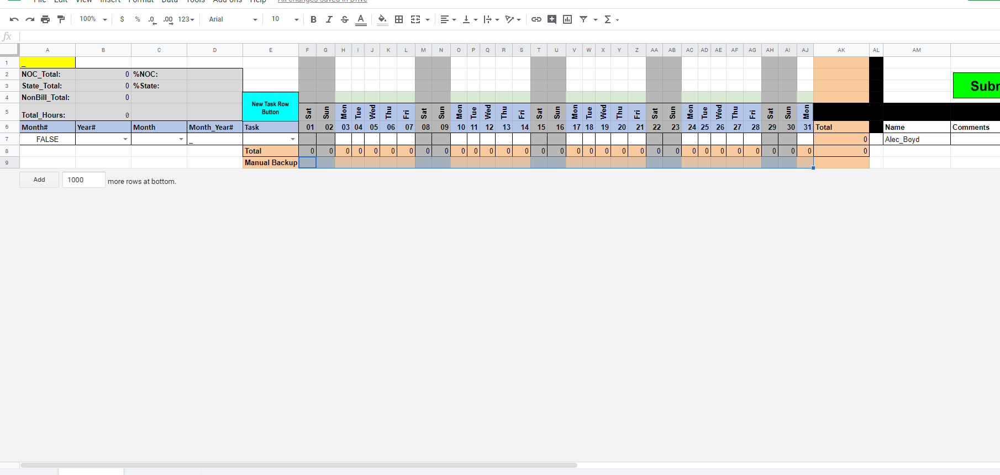 File Edit View Insert Format Data Tools Add-ons Help All changes saved in Drive
100% $ % .0 .00 123 Arial 10 B I S A
fx
A B C D E F G H I J K L M N O P Q R S T U V W X Y Z AA AB AC AD AE AF AG AH AI AJ AK AL AM
1 _
2 NOC_Total: 0 %NOC:
3 State_Total: 0 %State:
4 NonBill_Total: 0
New Task Row
Button
Subm
5 Total_Hours: 0 Sat Sun Mon Tue Wed Thu Fri Sat Sun Mon Tue Wed Thu Fri Sat Sun Mon Tue Wed Thu Fri Sat Sun Mon Tue Wed Thu Fri Sat Sun Mon
6 Month# Year# Month Month_Year# Task 01 02 03 04 05 06 07 08 09 10 11 12 13 14 15 16 17 18 19 20 21 22 23 24 25 26 27 28 29 30 31 Total Name Comments
7 FALSE _ 0 Alec_Boyd
8 Total 0 0 0 0 0 0 0 0 0 0 0 0 0 0 0 0 0 0 0 0 0 0 0 0 0 0 0 0 0 0 0 0
9 Manual Backup
Add 1000 more rows at bottom.